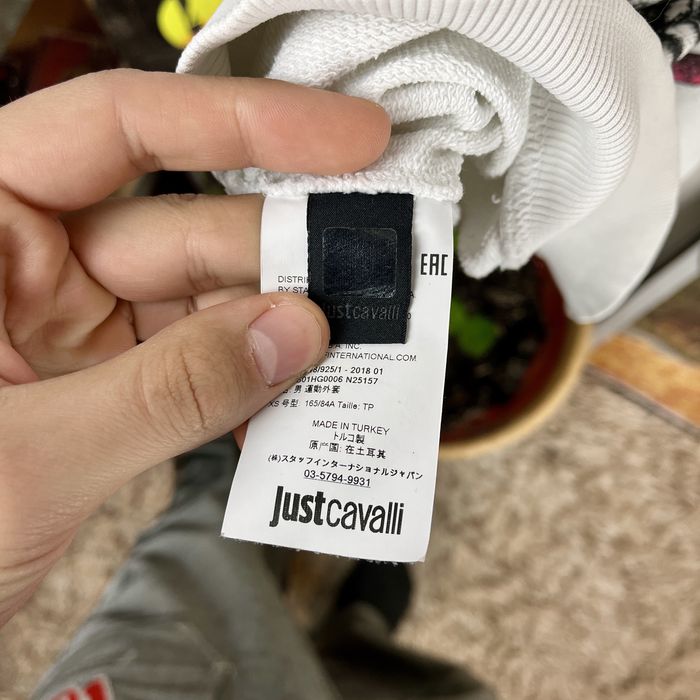 EAC
DISTRI
BY STA
justcavalli
A, INC.
FINTERNATIONAL.COM
8/925/1 - 2018 01
S01HG0006 N25157
男 運動外套
XS 号型 165/84A Taille: TP
MADE IN TURKEY
トルコ製
原产国: 在土耳其
(株)スタッフインターナショナルジャパン
03-5794-9931
justcavalli